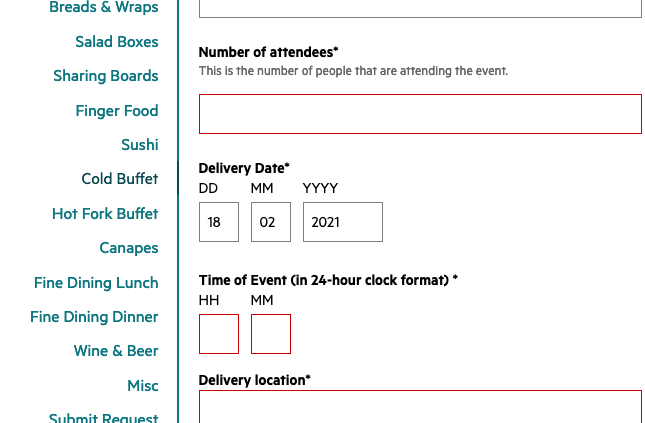 Breads & Wraps
Salad Boxes
Sharing Boards
Finger Food
Sushi
Cold Buffet
Hot Fork Buffet
Canapes
Fine Dining Lunch
Fine Dining Dinner
Wine & Beer
Misc
Submit Request
Number of attendees*
This is the number of people that are attending the event.
Delivery Date*
DD MM YYYY
18 02 2021
Time of Event (in 24-hour clock format) *
HH MM
Delivery location*